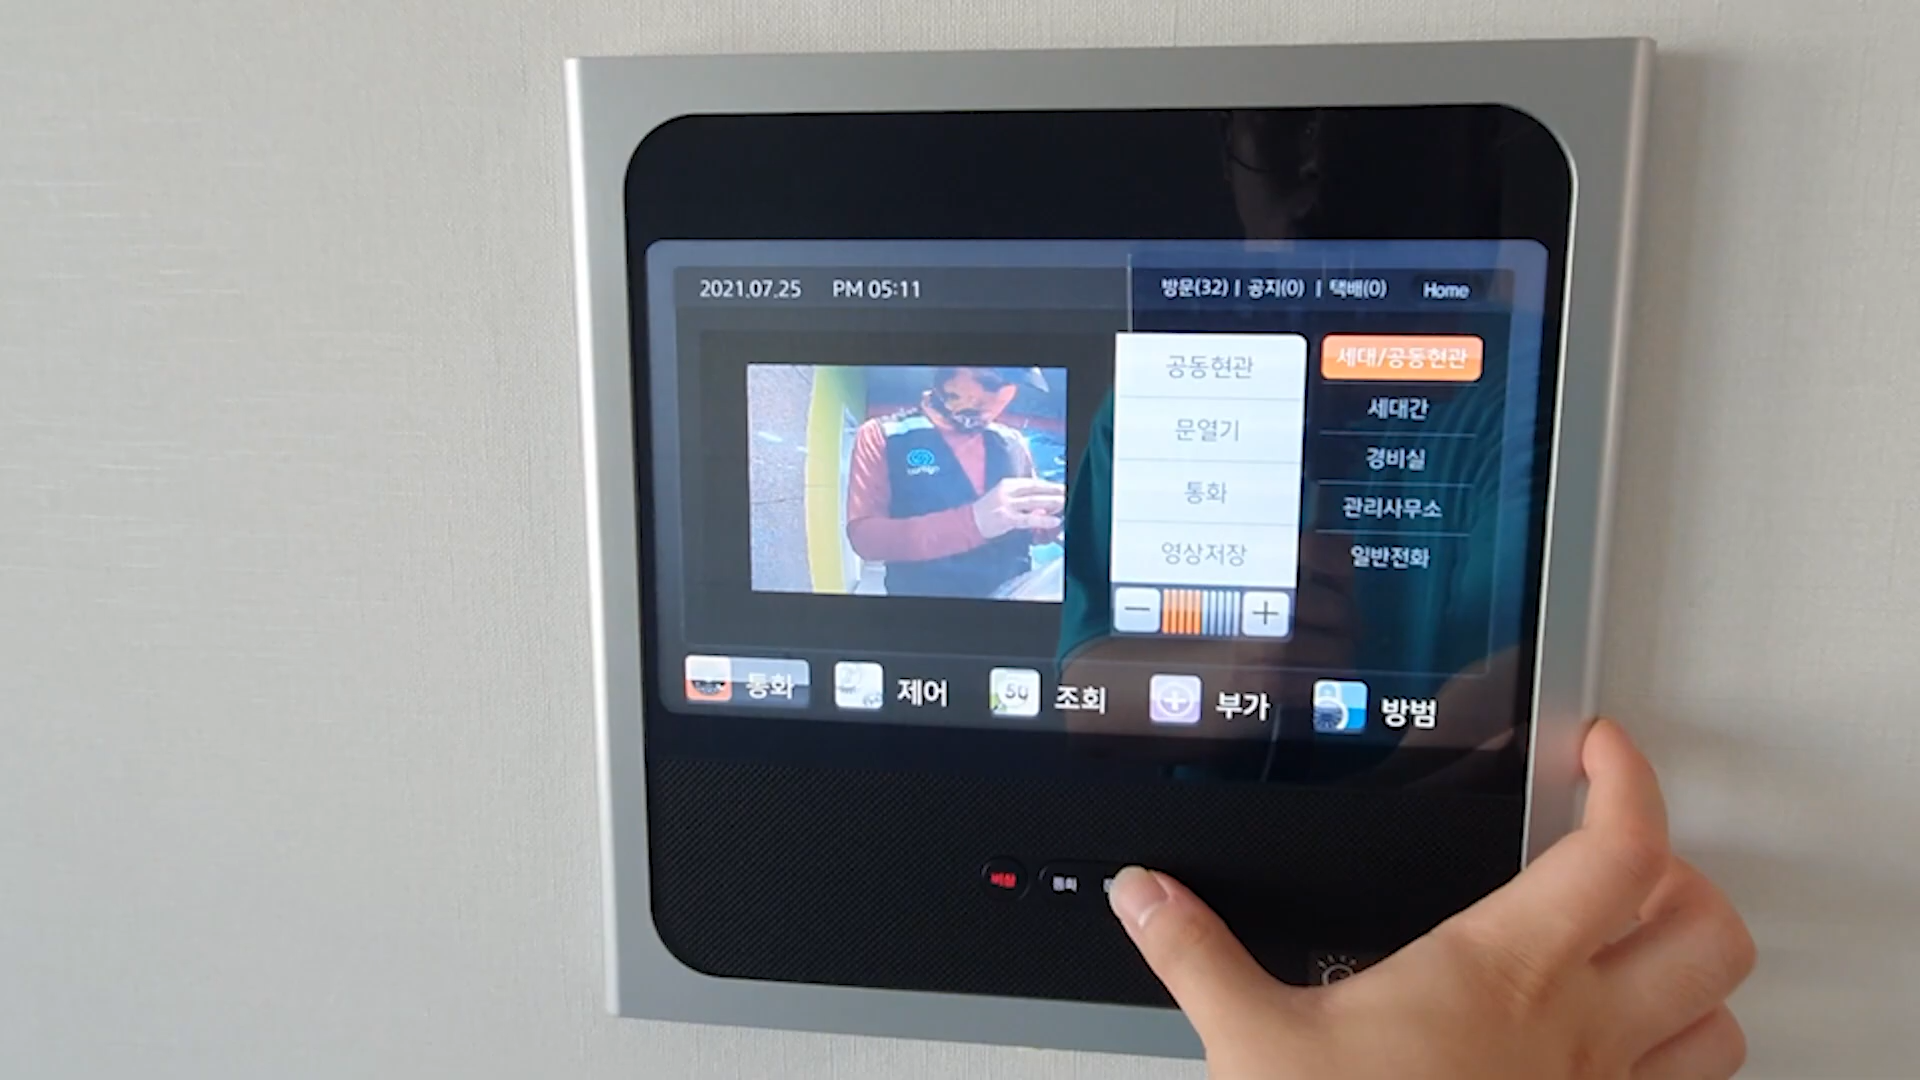 2021.07.25 PM 05:11
방문(32) | 공지(0) | 택배(0) Home
공동현관
문열기
통화
영상저장
세대/공동현관
세대간
경비실
관리사무소
일반전화
통화 제어 조회 부가 방범
비상 통화